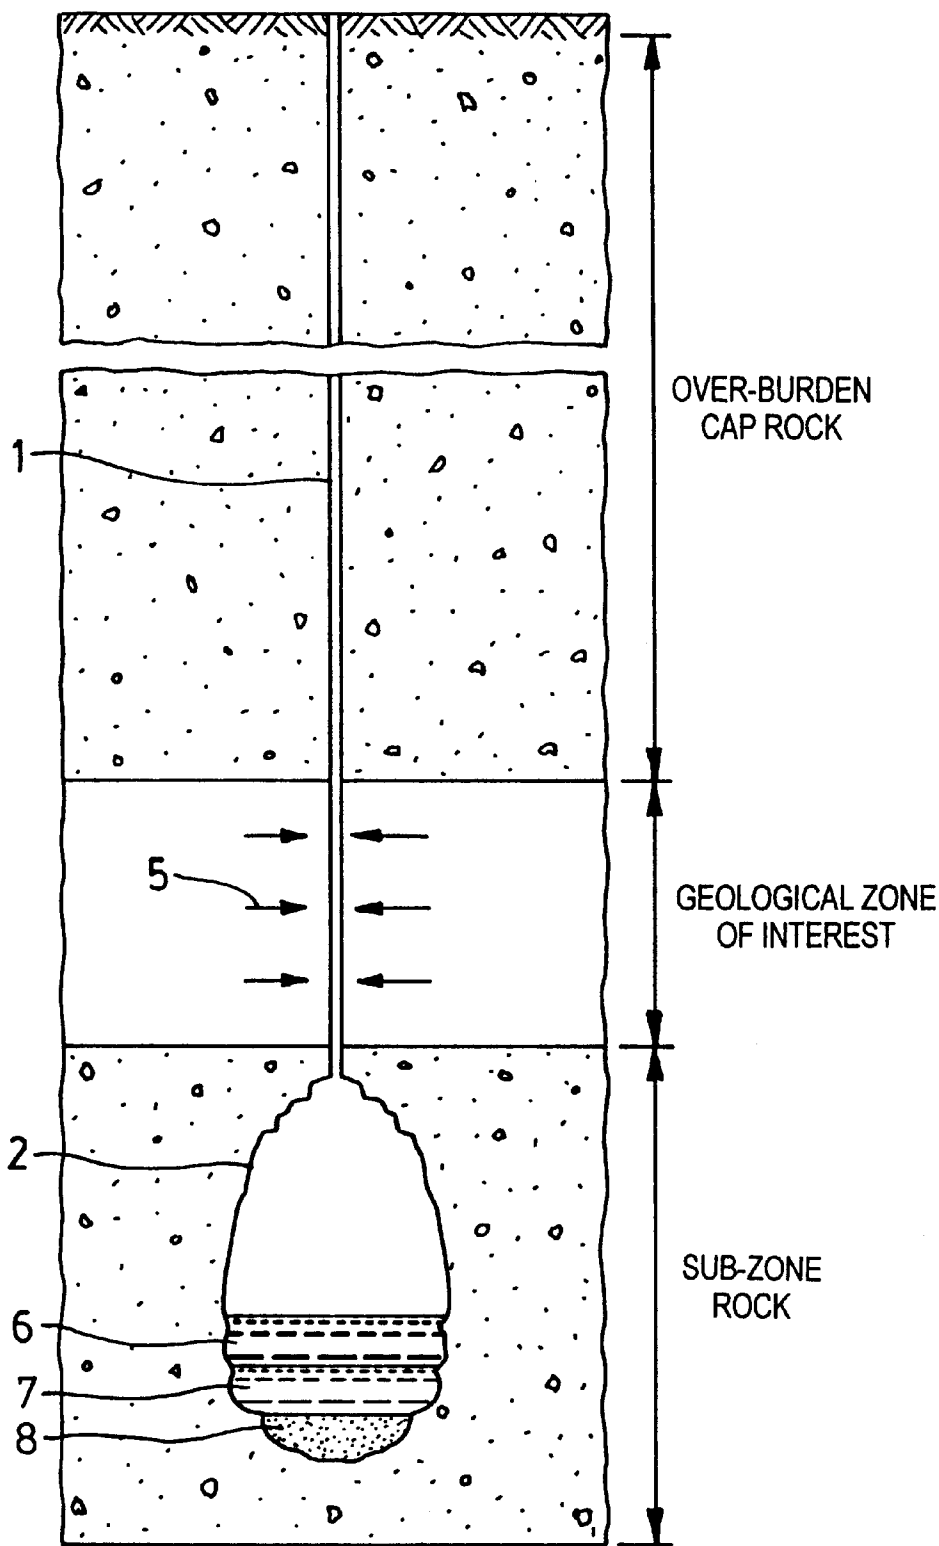 OVER-BURDEN
CAP ROCK
1
5
GEOLOGICAL ZONE
OF INTEREST
2
SUB-ZONE
ROCK
6
7
8